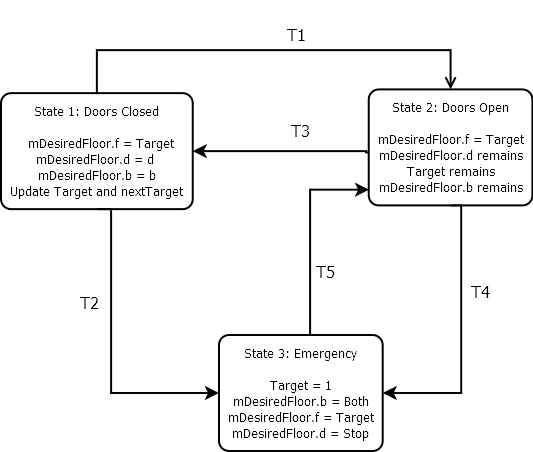 T1
State 1: Doors Closed
mDesiredFloor.f = Target
mDesiredFloor.d = d
mDesiredFloor.b = b
Update Target and nextTarget
State 2: Doors Open
mDesiredFloor.f = Target
mDesiredFloor.d remains
Target remains
mDesiredFloor.b remains
T3
T2
T5
T4
State 3: Emergency
Target = 1
mDesiredFloor.b = Both
mDesiredFloor.f = Target
mDesiredFloor.d = Stop